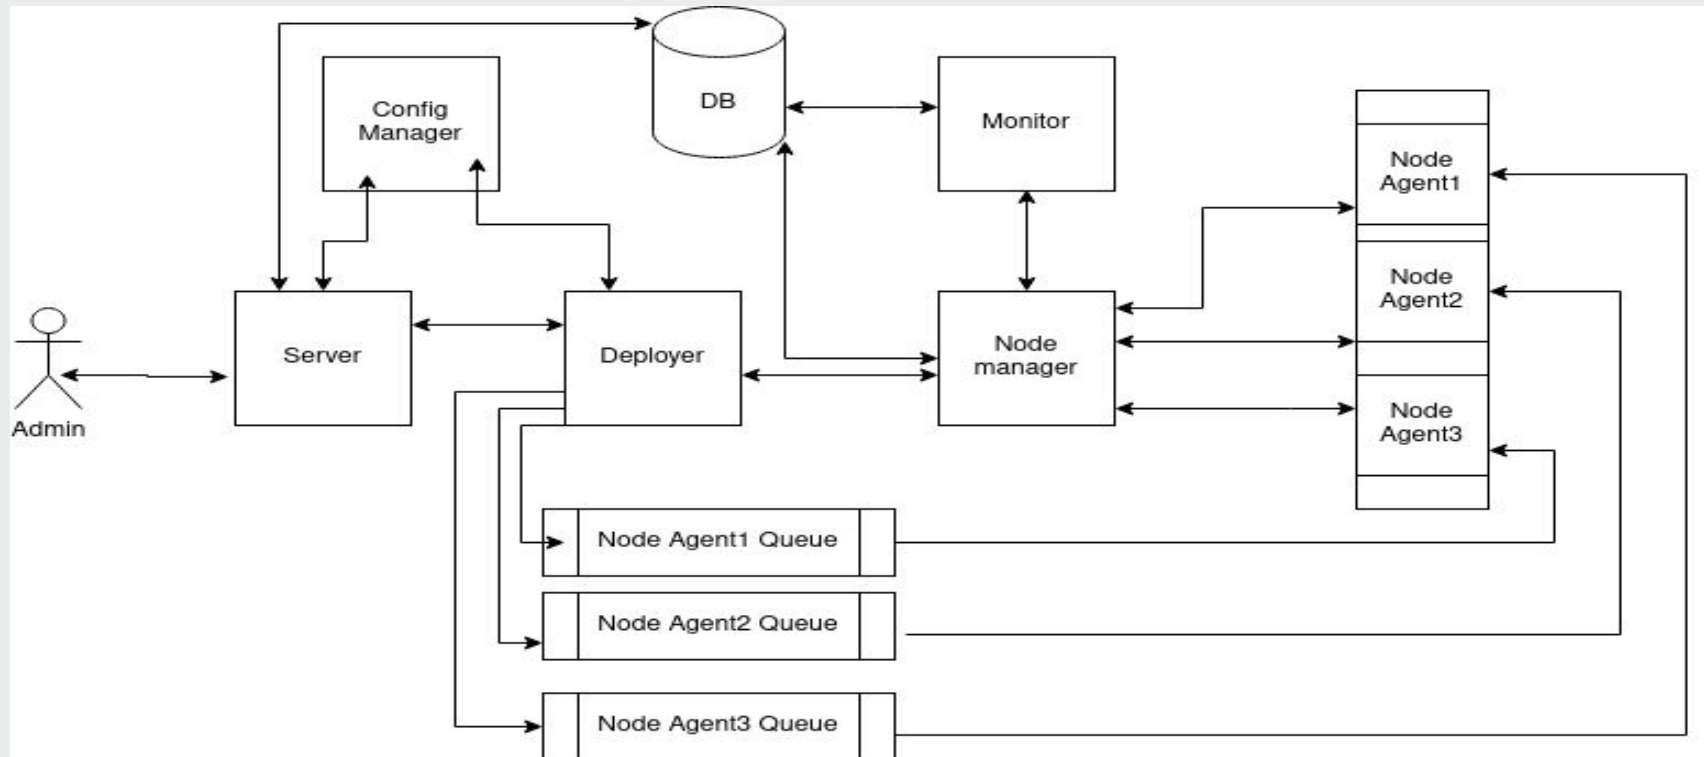 DB
Config
Manager
Monitor
Node
Agent1
Node
Agent2
Server
Deployer
Node
manager
Node
Agent3
Admin
Node Agent1 Queue
Node Agent2 Queue
Node Agent3 Queue